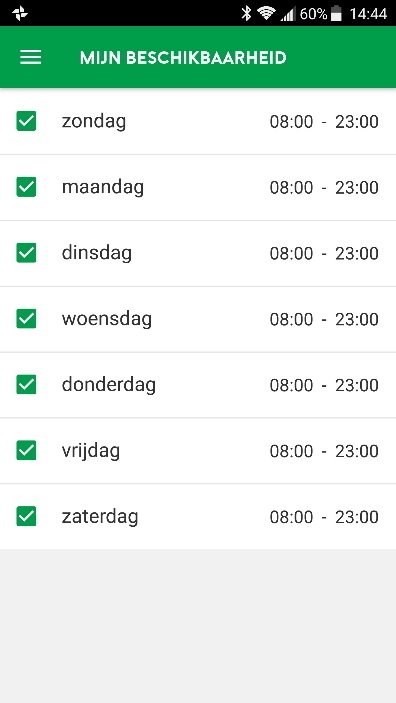 60% 14:44
MIJN BESCHIKBAARHEID
zondag 08:00 - 23:00
maandag 08:00 - 23:00
dinsdag 08:00 - 23:00
woensdag 08:00 - 23:00
donderdag 08:00 - 23:00
vrijdag 08:00 - 23:00
zaterdag 08:00 - 23:00